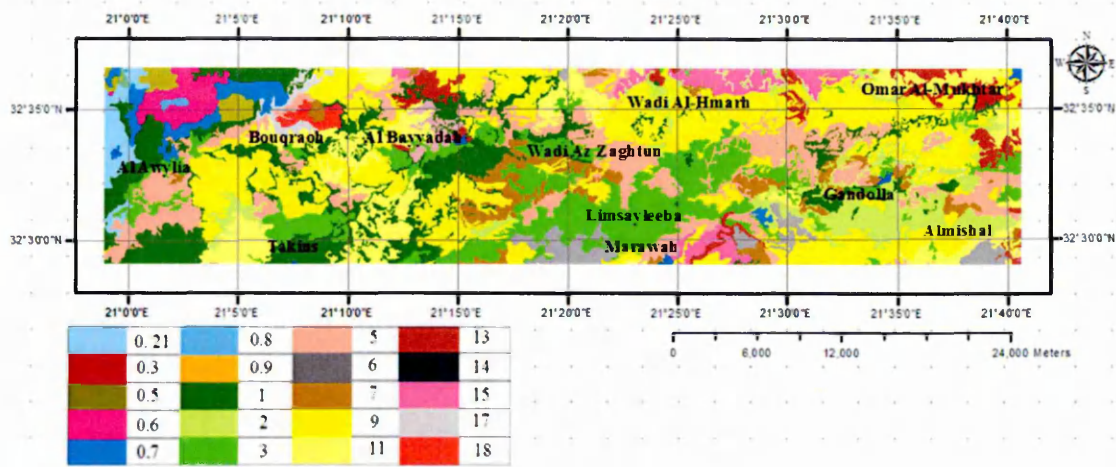 21°0'0"E 21°5'0"E 21°10'0"E 21°15'0"E 21°20'0"E 21°25'0"E 21°30'0"E 21°35'0"E 21°40'0"E
N
W E
S
32°35'0"N 32°35'0"N
Omar Al-Mukhtar
Wadi Al-Hmarh
Bouqraoh Al Bayyadah
Wadi Az Zaghtun
Al Awylia
Gandolla
Limsayleeba
Almishal
32°30'0"N Takins Marawah 32°30'0"N
21°0'0"E 21°5'0"E 21°10'0"E 21°15'0"E 21°20'0"E 21°25'0"E 21°30'0"E 21°35'0"E 21°40'0"E
0.21 0.8 5 13
0.3 0.9 6 14
0.5 1 7 15
0.6 2 9 17
0.7 3 11 18
0 6,000 12,000 24,000 Meters